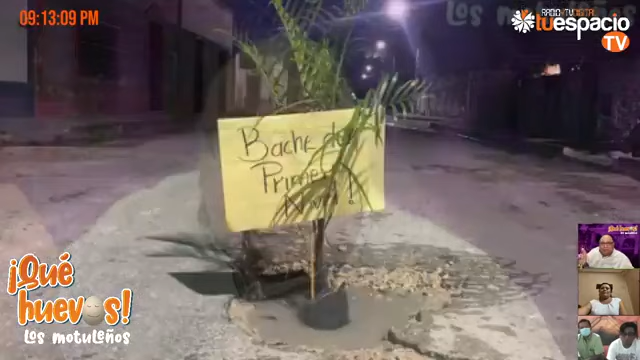 09:13:09 PM
RADIO Y TV DIGITAL
tuespacio
TV
Bache de
Primer
Nivel!
¡Qué
huevos!
Los motuleños